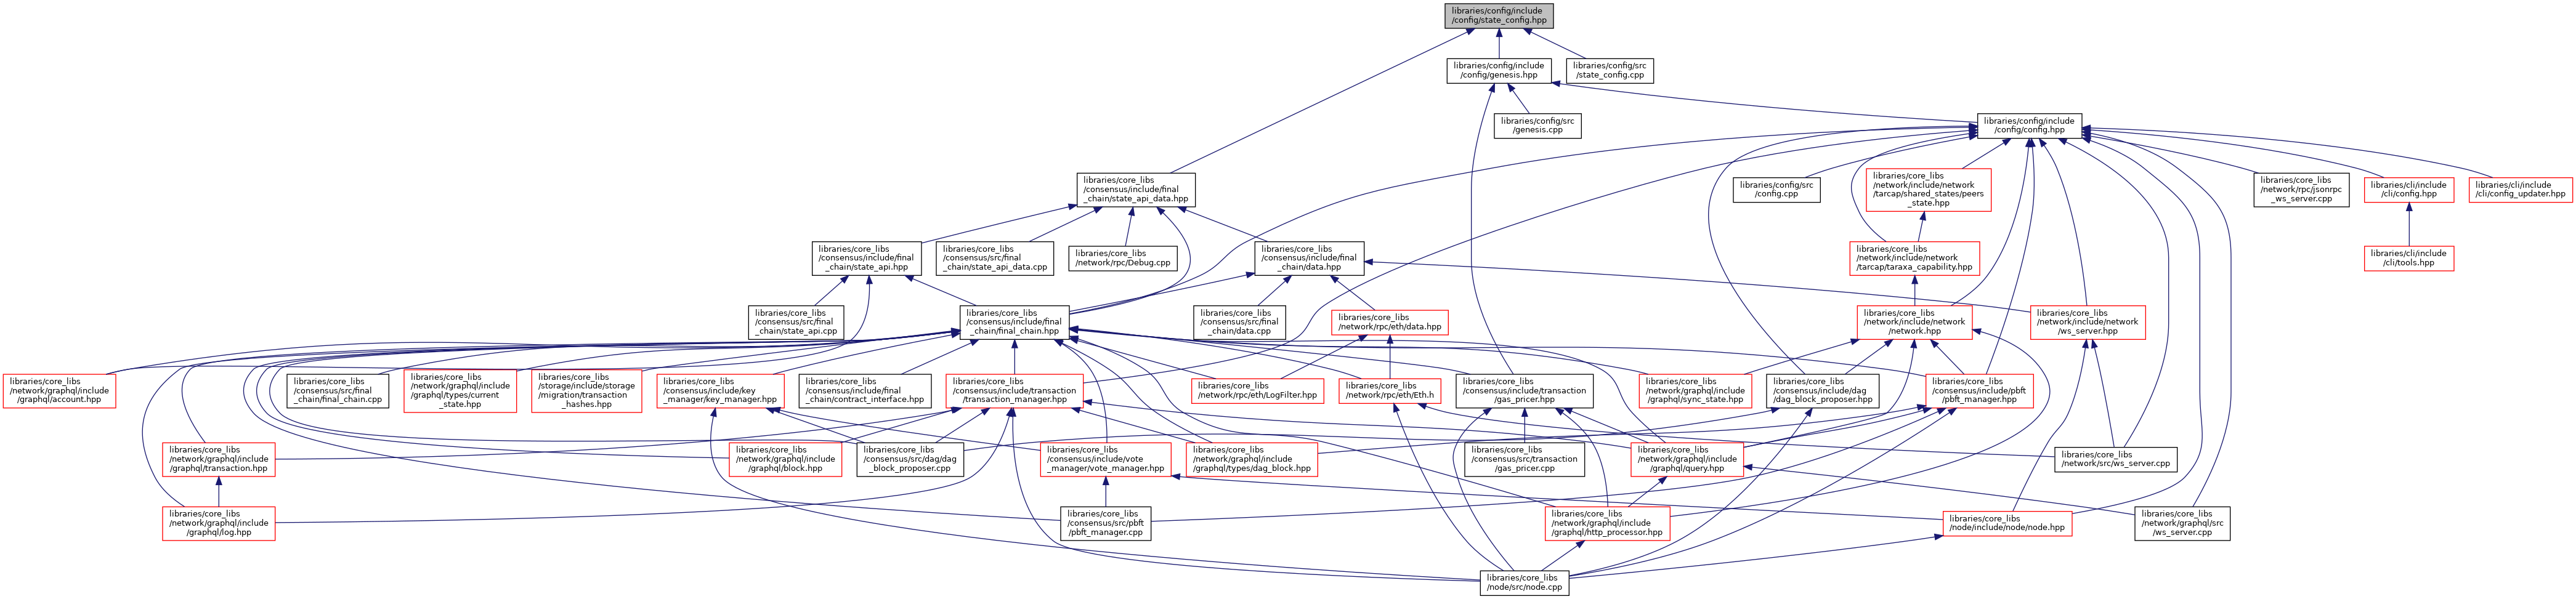 libraries/config/include
/config/state_config.hpp
libraries/config/include
/config/genesis.hpp
libraries/config/src
/state_config.cpp
libraries/config/src
/genesis.cpp
libraries/config/include
/config/config.hpp
libraries/core_libs
/consensus/include/final
_chain/state_api_data.hpp
libraries/config/src
/config.cpp
libraries/core_libs
/network/include/network
/tarcap/shared_states/peers
_state.hpp
libraries/core_libs
/network/rpc/jsonrpc
_ws_server.cpp
libraries/cli/include
/cli/config.hpp
libraries/cli/include
/cli/config_updater.hpp
libraries/core_libs
/consensus/include/final
_chain/state_api.hpp
libraries/core_libs
/consensus/src/final
_chain/state_api_data.cpp
libraries/core_libs
/network/rpc/Debug.cpp
libraries/core_libs
/consensus/include/final
_chain/data.hpp
libraries/core_libs
/network/include/network
/tarcap/taraxa_capability.hpp
libraries/cli/include
/cli/tools.hpp
libraries/core_libs
/consensus/src/final
_chain/state_api.cpp
libraries/core_libs
/consensus/include/final
_chain/final_chain.hpp
libraries/core_libs
/consensus/src/final
_chain/data.cpp
libraries/core_libs
/network/rpc/eth/data.hpp
libraries/core_libs
/network/include/network
/network.hpp
libraries/core_libs
/network/include/network
/ws_server.hpp
libraries/core_libs
/network/graphql/include
/graphql/account.hpp
libraries/core_libs
/consensus/src/final
_chain/final_chain.cpp
libraries/core_libs
/network/graphql/include
/graphql/types/current
_state.hpp
libraries/core_libs
/storage/include/storage
/migration/transaction
_hashes.hpp
libraries/core_libs
/consensus/include/key
_manager/key_manager.hpp
libraries/core_libs
/consensus/include/final
_chain/contract_interface.hpp
libraries/core_libs
/consensus/include/transaction
/transaction_manager.hpp
libraries/core_libs
/network/rpc/eth/LogFilter.hpp
libraries/core_libs
/network/rpc/eth/Eth.h
libraries/core_libs
/consensus/include/transaction
/gas_pricer.hpp
libraries/core_libs
/network/graphql/include
/graphql/sync_state.hpp
libraries/core_libs
/consensus/include/dag
/dag_block_proposer.hpp
libraries/core_libs
/consensus/include/pbft
/pbft_manager.hpp
libraries/core_libs
/network/graphql/include
/graphql/transaction.hpp
libraries/core_libs
/network/graphql/include
/graphql/block.hpp
libraries/core_libs
/consensus/src/dag/dag
_block_proposer.cpp
libraries/core_libs
/consensus/include/vote
_manager/vote_manager.hpp
libraries/core_libs
/network/graphql/include
/graphql/types/dag_block.hpp
libraries/core_libs
/consensus/src/transaction
/gas_pricer.cpp
libraries/core_libs
/network/graphql/include
/graphql/query.hpp
libraries/core_libs
/network/src/ws_server.cpp
libraries/core_libs
/network/graphql/include
/graphql/log.hpp
libraries/core_libs
/consensus/src/pbft
/pbft_manager.cpp
libraries/core_libs
/network/graphql/include
/graphql/http_processor.hpp
libraries/core_libs
/node/include/node/node.hpp
libraries/core_libs
/network/graphql/src
/ws_server.cpp
libraries/core_libs
/node/src/node.cpp